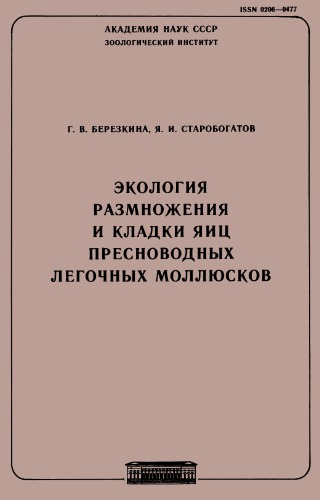 ISSN 0206—0477
АКАДЕМИЯ НАУК СССР
ЗООЛОГИЧЕСКИЙ ИНСТИТУТ
Г. В. БЕРЕЗКИНА, Я. И. СТАРОБОГАТОВ
ЭКОЛОГИЯ
РАЗМНОЖЕНИЯ
И КЛАДКИ ЯИЦ
ПРЕСНОВОДНЫХ
ЛЕГОЧНЫХ МОЛЛЮСКОВ